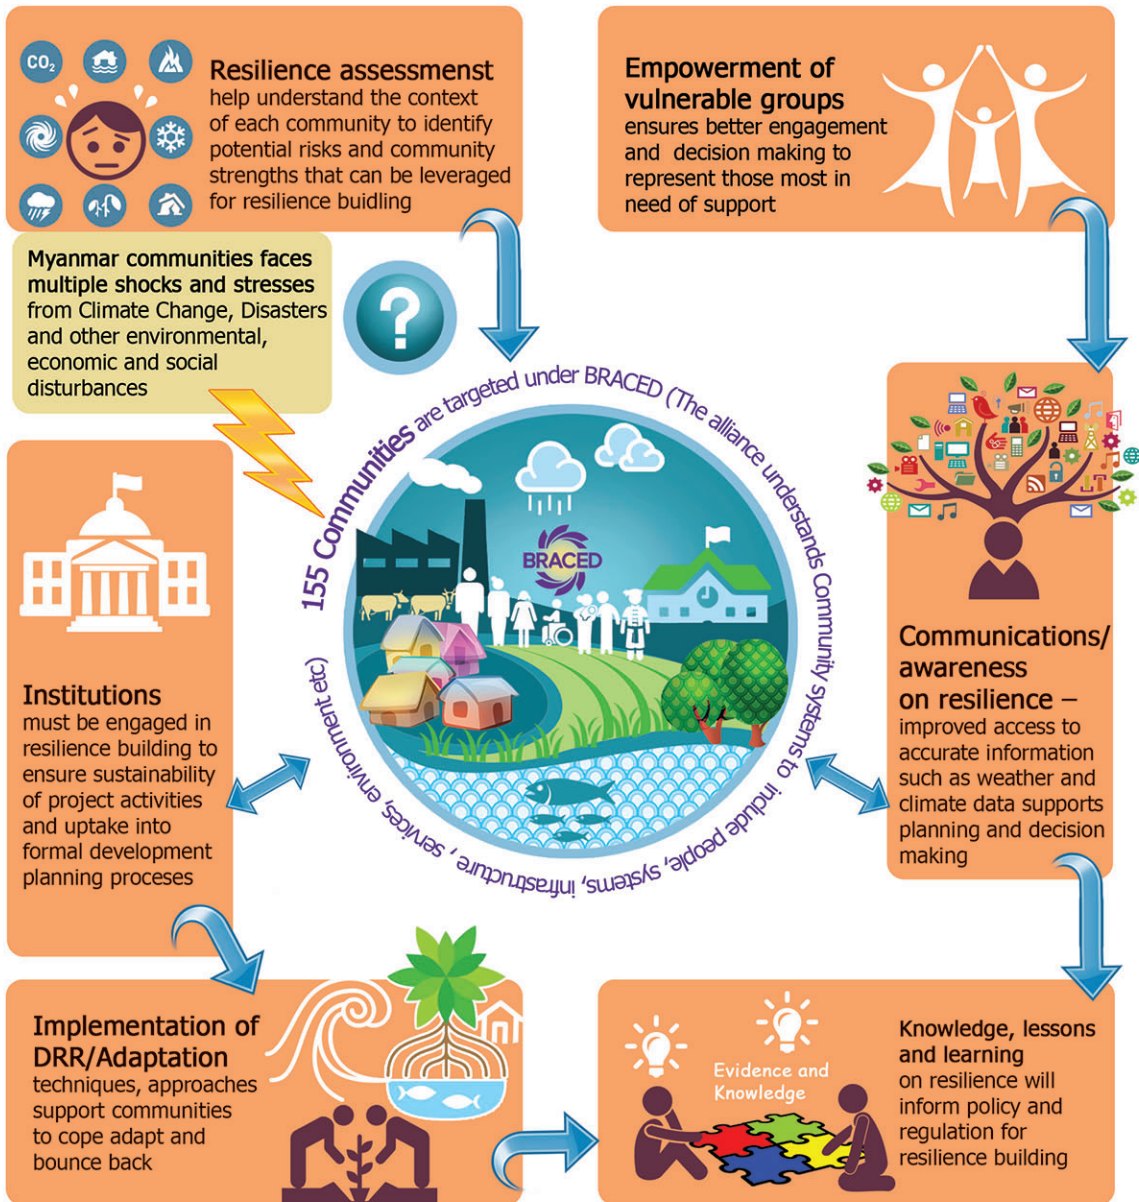 CO₂
Resilience assessmenst
help understand the context
of each community to identify
potential risks and community
strengths that can be leveraged
for resilience buidling
Empowerment of
vulnerable groups
ensures better engagement
and decision making to
represent those most in
need of support
Myanmar communities faces
multiple shocks and stresses
from Climate Change, Disasters
and other environmental,
economic and social
disturbances
?
155 Communities are targeted under BRACED (The alliance understands Community systems to include people, systems, infrastructure , services, environment etc)
BRACED
Institutions
must be engaged in
resilience building to
ensure sustainability
of project activities
and uptake into
formal development
planning proceses
Communications/
awareness
on resilience –
improved access to
accurate information
such as weather and
climate data supports
planning and decision
making
Implementation of
DRR/Adaptation
techniques, approaches
support communities
to cope adapt and
bounce back
Evidence and
Knowledge
Knowledge, lessons
and learning
on resilience will
inform policy and
regulation for
resilience building